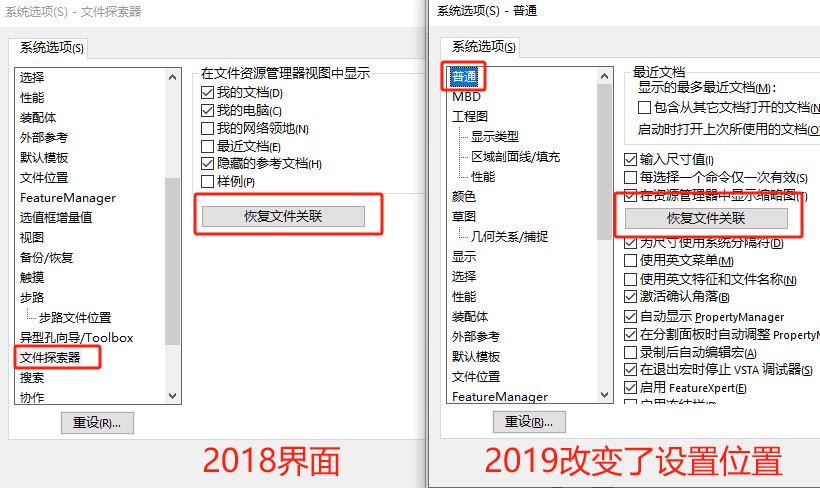 系统选项(S) - 文件探索器
系统选项(S)
选择
性能
装配体
外部参考
默认模板
文件位置
FeatureManager
选值框增量值
视图
备份/恢复
触摸
步路
步路文件位置
异型孔向导/Toolbox
文件探索器
搜索
协作
重设(R)...
在文件资源管理器视图中显示
我的文档(D)
我的电脑(C)
我的网络领地(N)
最近文档(E)
隐藏的参考文档(H)
样例(P)
恢复文件关联
2018界面
系统选项(S) - 普通
系统选项(S)
普通
MBD
工程图
显示类型
区域剖面线/填充
性能
颜色
草图
几何关系/捕捉
显示
选择
性能
装配体
外部参考
默认模板
文件位置
FeatureManager
重设(R)...
最近文档
显示的最多最近文档(M):
包含从其它文档打开的文档(N
启动时打开上次所使用的文档(O
输入尺寸值(I)
每选择一个命令仅一次有效(S)
在资源管理器中显示缩略图(T)
恢复文件关联
为尺寸使用系统分隔符(D)
使用英文菜单(M)
使用英文特征和文件名称(N)
激活确认角落(B)
自动显示 PropertyManager
在分割面板时自动调整 PropertyM
录制后自动编辑宏(A)
在退出宏时停止 VSTA 调试器(S)
启用 FeatureXpert(E)
2019改变了设置位置